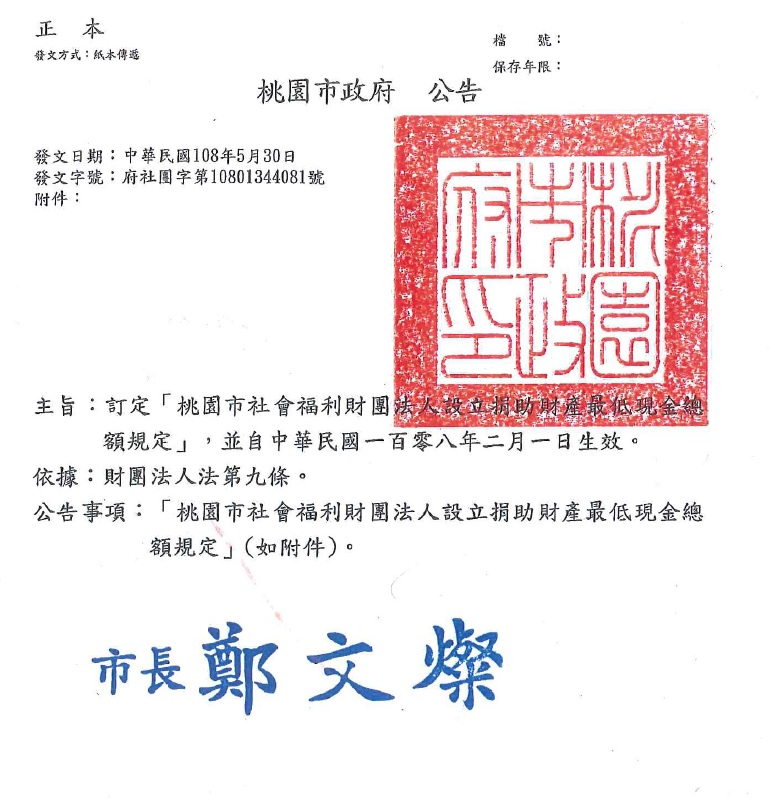 正本
發文方式：紙本傳遞
檔　　號：
保存年限：
桃園市政府　公告
發文日期：中華民國108年5月30日
發文字號：府社團字第10801344081號
附件：
桃園市政府印
主旨：訂定「桃園市社會福利財團法人設立捐助財產最低現金總
額規定」，並自中華民國一百零八年二月一日生效。
依據：財團法人法第九條。
公告事項：「桃園市社會福利財團法人設立捐助財產最低現金總
額規定」(如附件)。
市長鄭文燦